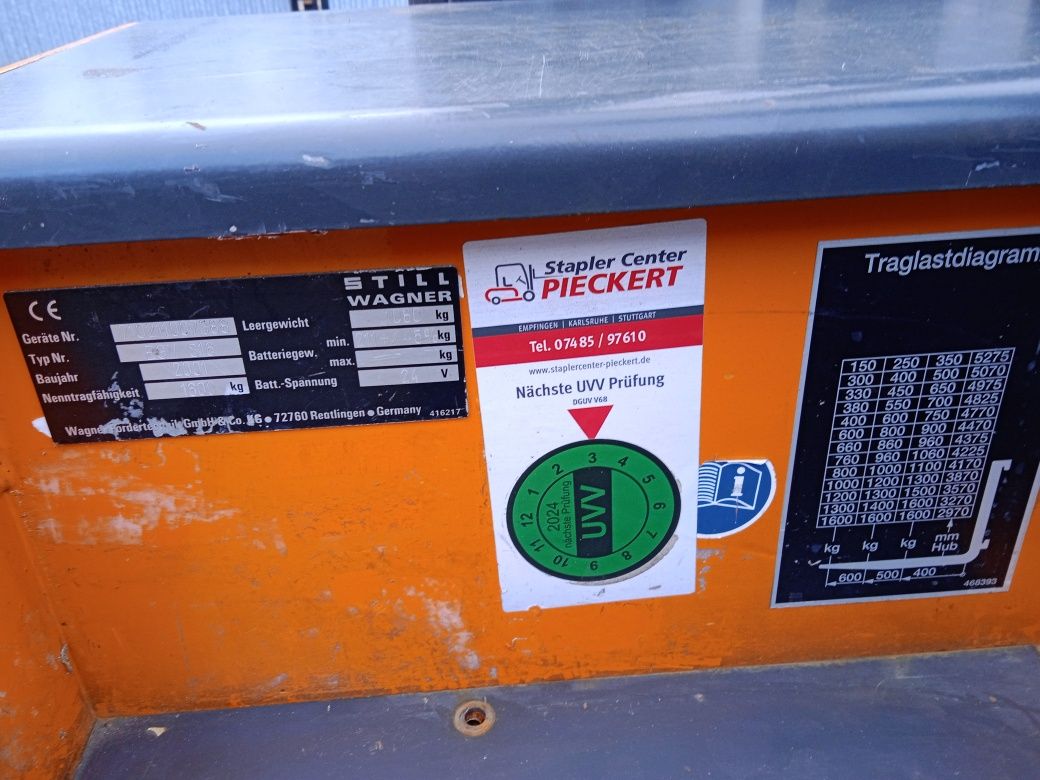 CE
STILL
WAGNER
Geräte Nr.
Typ Nr.
Baujahr 2001
Nenntragfähigkeit kg
Leergewicht kg
min. kg
Batteriegew.
max. kg
Batt.-Spannung 24 V
Wagner Fördertechnik GmbH & Co. KG • 72760 Reutlingen • Germany 416217
Stapler Center
PIECKERT
EMPFINGEN | KARLSRUHE | STUTTGART
Tel. 07485 / 97610
www.staplercenter-pieckert.de
Nächste UVV Prüfung
DGUV V68
1 2 3 4 5 6 7 8 9 10 11 12
2024
nächste Prüfung
UVV
i
Traglastdiagram
150 250 350 5275
300 400 500 5070
330 450 650 4975
380 550 700 4825
400 600 750 4770
600 800 900 4470
660 860 960 4375
760 960 1060 4225
800 1000 1100 4170
1000 1200 1300 3870
1200 1300 1500 3570
1300 1400 1600 3270
1600 1600 1600 2970
kg kg kg mm
Hub
600 500 400
468393